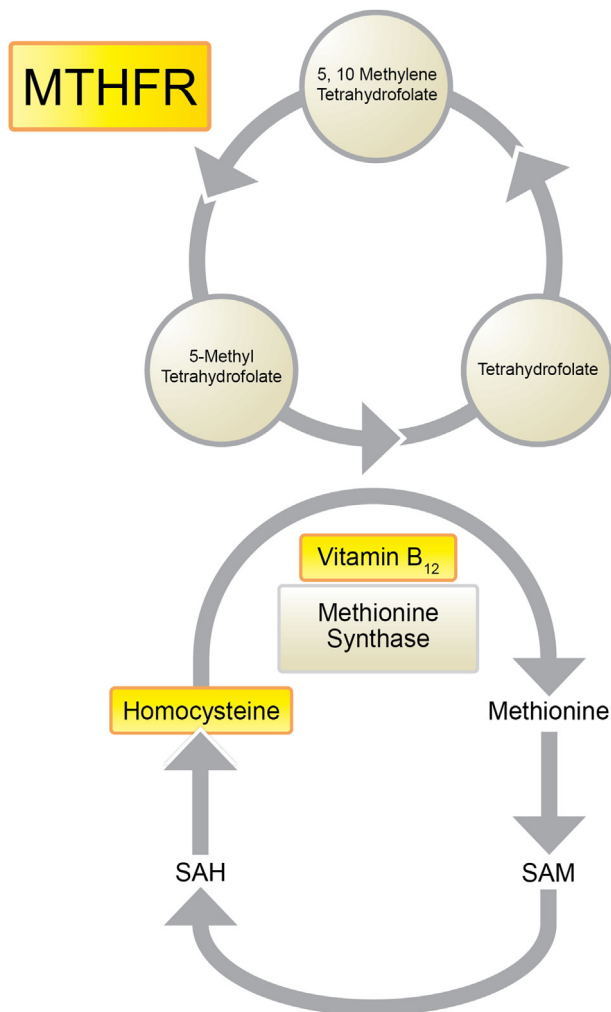 MTHFR
5, 10 Methylene
Tetrahydrofolate
5-Methyl
Tetrahydrofolate
Tetrahydrofolate
Vitamin B₁₂
Methionine
Synthase
Homocysteine
Methionine
SAH
SAM